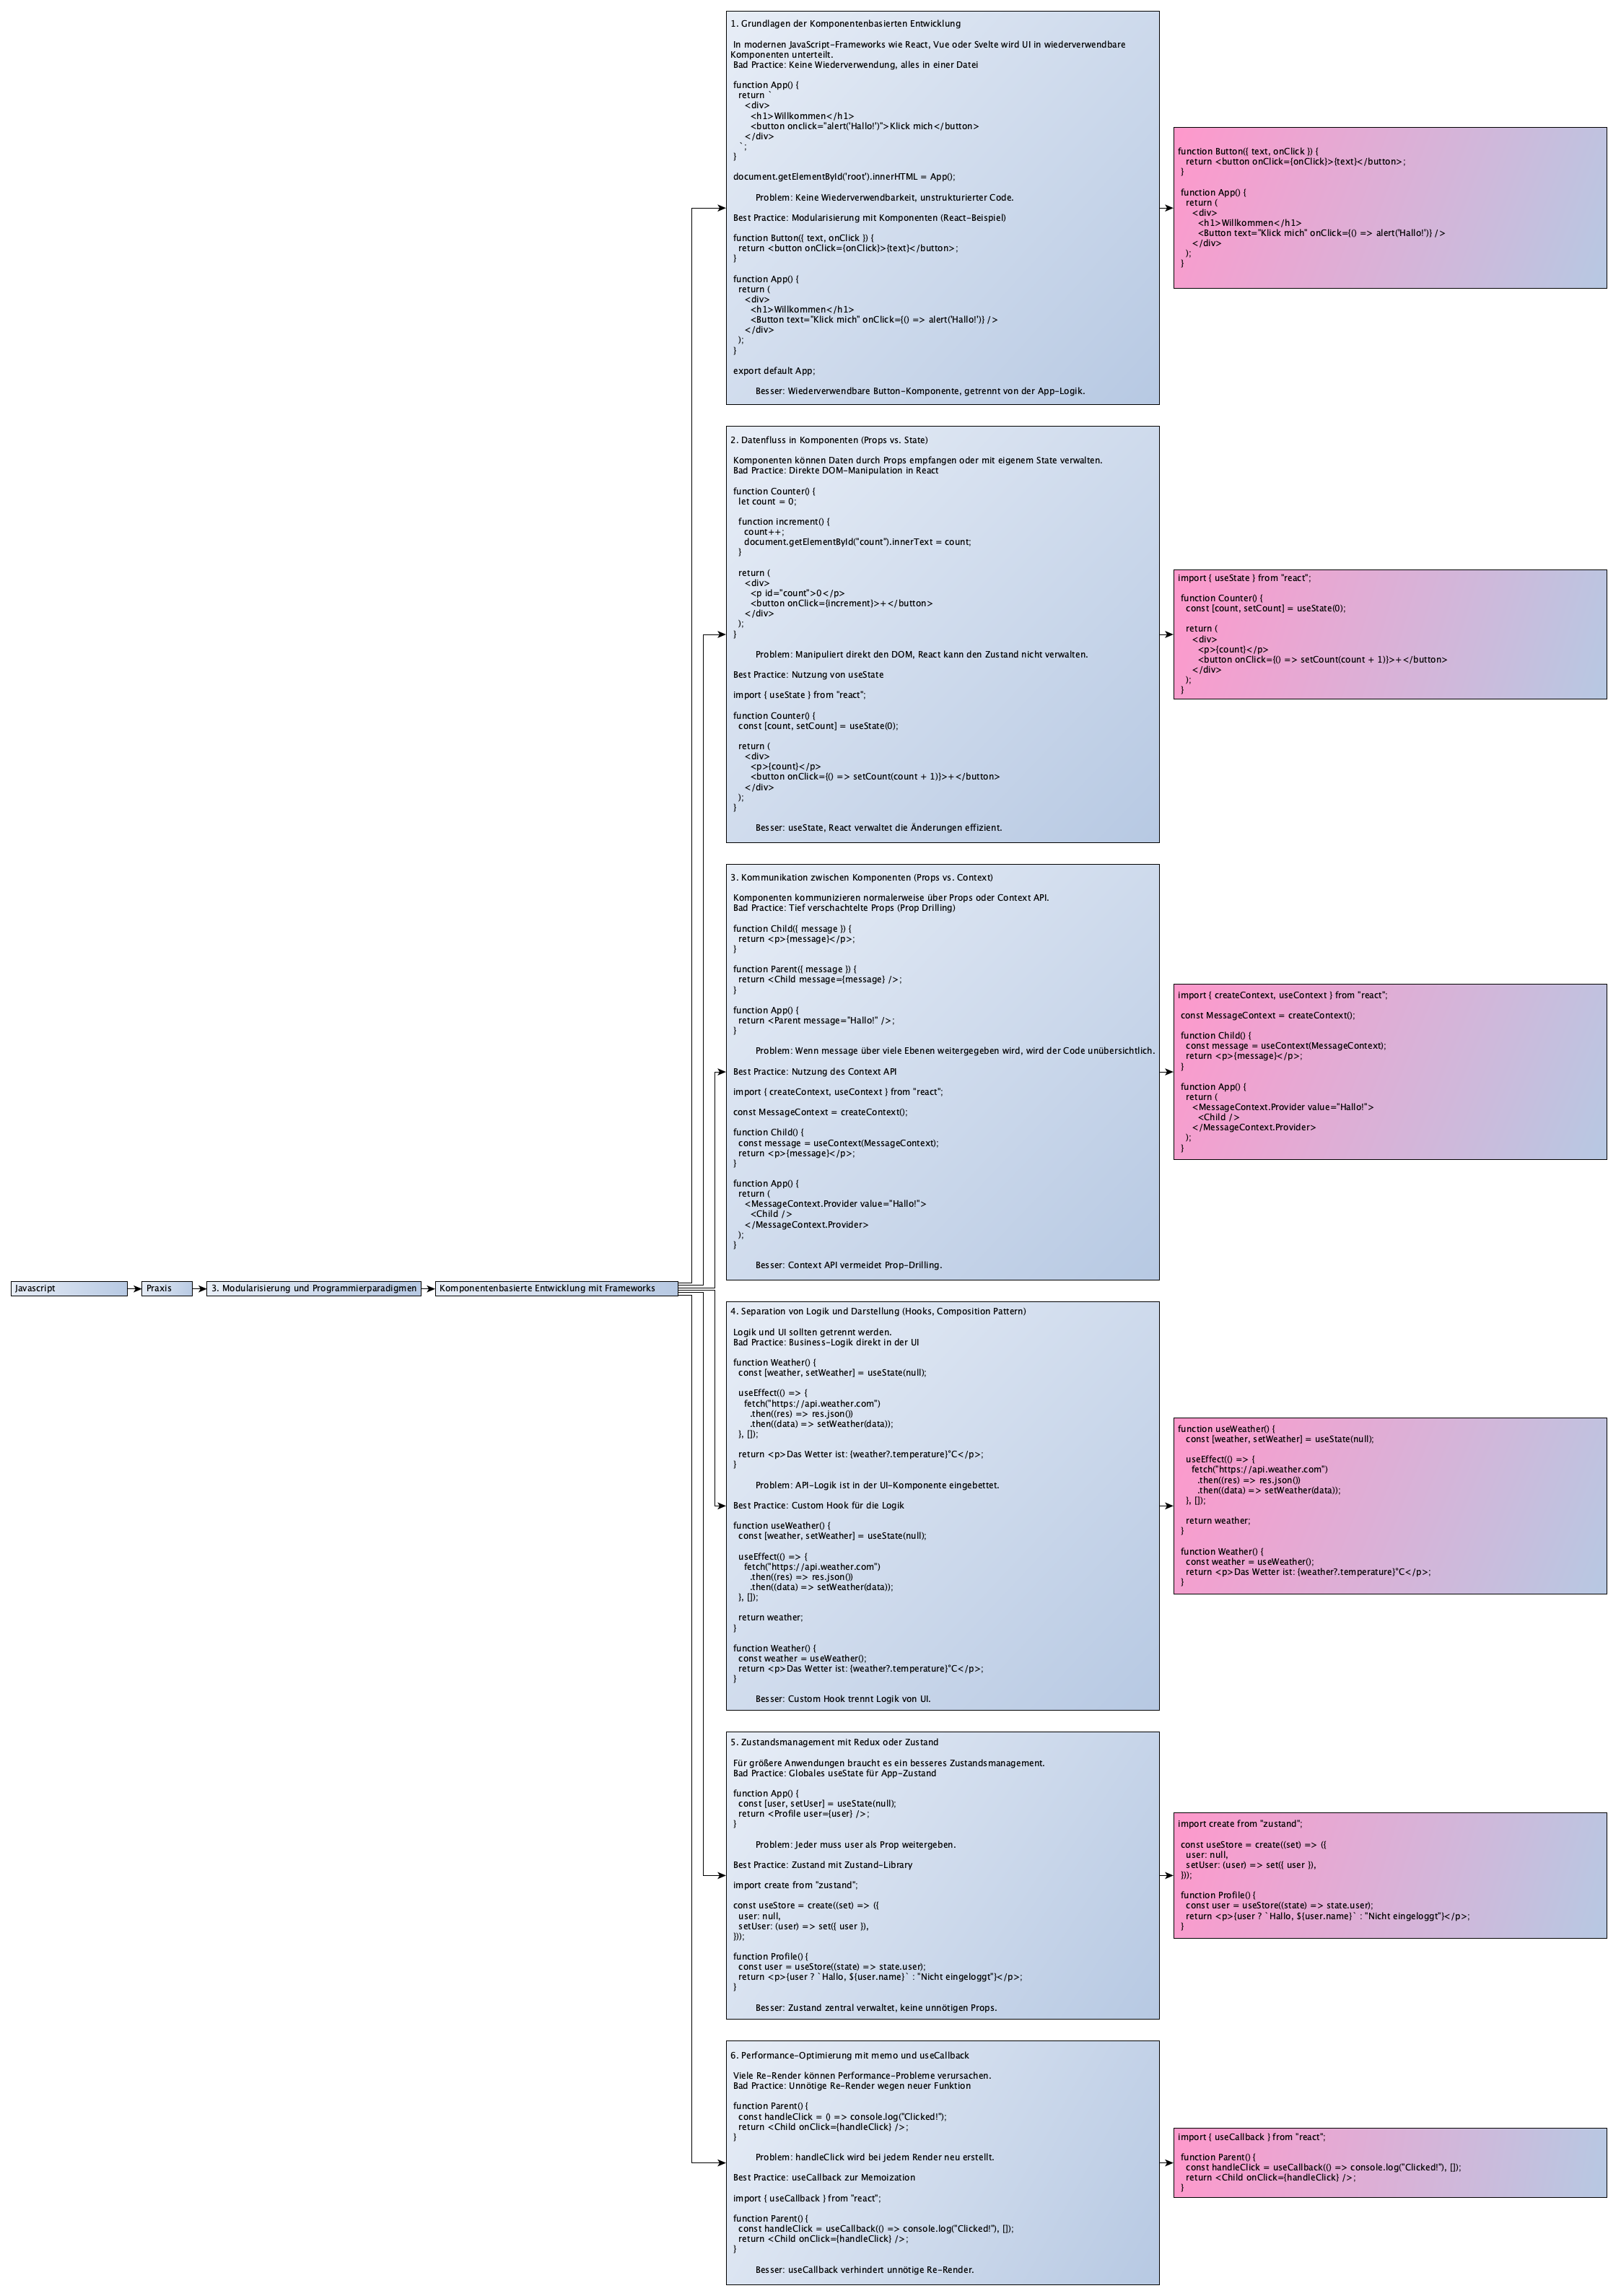 Javascript
Praxis
3. Modularisierung und Programmierparadigmen
Komponentenbasierte Entwicklung mit Frameworks
1. Grundlagen der Komponentenbasierten Entwicklung
In modernen JavaScript-Frameworks wie React, Vue oder Svelte wird UI in wiederverwendbare
Komponenten unterteilt.
Bad Practice: Keine Wiederverwendung, alles in einer Datei
function App() {
return `
<div>
<h1>Willkommen</h1>
<button onclick="alert('Hallo!')">Klick mich</button>
</div>
`;
}
document.getElementById('root').innerHTML = App();
Problem: Keine Wiederverwendbarkeit, unstrukturierter Code.
Best Practice: Modularisierung mit Komponenten (React-Beispiel)
function Button({ text, onClick }) {
return <button onClick={onClick}>{text}</button>;
}
function App() {
return (
<div>
<h1>Willkommen</h1>
<Button text="Klick mich" onClick={() => alert('Hallo!')} />
</div>
);
}
export default App;
Besser: Wiederverwendbare Button-Komponente, getrennt von der App-Logik.
function Button({ text, onClick }) {
return <button onClick={onClick}>{text}</button>;
}
function App() {
return (
<div>
<h1>Willkommen</h1>
<Button text="Klick mich" onClick={() => alert('Hallo!')} />
</div>
);
}
2. Datenfluss in Komponenten (Props vs. State)
Komponenten können Daten durch Props empfangen oder mit eigenem State verwalten.
Bad Practice: Direkte DOM-Manipulation in React
function Counter() {
let count = 0;
function increment() {
count++;
document.getElementById("count").innerText = count;
}
return (
<div>
<p id="count">0</p>
<button onClick={increment}>+</button>
</div>
);
}
Problem: Manipuliert direkt den DOM, React kann den Zustand nicht verwalten.
Best Practice: Nutzung von useState
import { useState } from "react";
function Counter() {
const [count, setCount] = useState(0);
return (
<div>
<p>{count}</p>
<button onClick={() => setCount(count + 1)}>+</button>
</div>
);
}
Besser: useState, React verwaltet die Änderungen effizient.
import { useState } from "react";
function Counter() {
const [count, setCount] = useState(0);
return (
<div>
<p>{count}</p>
<button onClick={() => setCount(count + 1)}>+</button>
</div>
);
}
3. Kommunikation zwischen Komponenten (Props vs. Context)
Komponenten kommunizieren normalerweise über Props oder Context API.
Bad Practice: Tief verschachtelte Props (Prop Drilling)
function Child({ message }) {
return <p>{message}</p>;
}
function Parent({ message }) {
return <Child message={message} />;
}
function App() {
return <Parent message="Hallo!" />;
}
Problem: Wenn message über viele Ebenen weitergegeben wird, wird der Code unübersichtlich.
Best Practice: Nutzung des Context API
import { createContext, useContext } from "react";
const MessageContext = createContext();
function Child() {
const message = useContext(MessageContext);
return <p>{message}</p>;
}
function App() {
return (
<MessageContext.Provider value="Hallo!">
<Child />
</MessageContext.Provider>
);
}
Besser: Context API vermeidet Prop-Drilling.
import { createContext, useContext } from "react";
const MessageContext = createContext();
function Child() {
const message = useContext(MessageContext);
return <p>{message}</p>;
}
function App() {
return (
<MessageContext.Provider value="Hallo!">
<Child />
</MessageContext.Provider>
);
}
4. Separation von Logik und Darstellung (Hooks, Composition Pattern)
Logik und UI sollten getrennt werden.
Bad Practice: Business-Logik direkt in der UI
function Weather() {
const [weather, setWeather] = useState(null);
useEffect(() => {
fetch("https://api.weather.com")
.then((res) => res.json())
.then((data) => setWeather(data));
}, []);
return <p>Das Wetter ist: {weather?.temperature}°C</p>;
}
Problem: API-Logik ist in der UI-Komponente eingebettet.
Best Practice: Custom Hook für die Logik
function useWeather() {
const [weather, setWeather] = useState(null);
useEffect(() => {
fetch("https://api.weather.com")
.then((res) => res.json())
.then((data) => setWeather(data));
}, []);
return weather;
}
function Weather() {
const weather = useWeather();
return <p>Das Wetter ist: {weather?.temperature}°C</p>;
}
Besser: Custom Hook trennt Logik von UI.
function useWeather() {
const [weather, setWeather] = useState(null);
useEffect(() => {
fetch("https://api.weather.com")
.then((res) => res.json())
.then((data) => setWeather(data));
}, []);
return weather;
}
function Weather() {
const weather = useWeather();
return <p>Das Wetter ist: {weather?.temperature}°C</p>;
}
5. Zustandsmanagement mit Redux oder Zustand
Für größere Anwendungen braucht es ein besseres Zustandsmanagement.
Bad Practice: Globales useState für App-Zustand
function App() {
const [user, setUser] = useState(null);
return <Profile user={user} />;
}
Problem: Jeder muss user als Prop weitergeben.
Best Practice: Zustand mit Zustand-Library
import create from "zustand";
const useStore = create((set) => ({
user: null,
setUser: (user) => set({ user }),
}));
function Profile() {
const user = useStore((state) => state.user);
return <p>{user ? `Hallo, ${user.name}` : "Nicht eingeloggt"}</p>;
}
Besser: Zustand zentral verwaltet, keine unnötigen Props.
import create from "zustand";
const useStore = create((set) => ({
user: null,
setUser: (user) => set({ user }),
}));
function Profile() {
const user = useStore((state) => state.user);
return <p>{user ? `Hallo, ${user.name}` : "Nicht eingeloggt"}</p>;
}
6. Performance-Optimierung mit memo und useCallback
Viele Re-Render können Performance-Probleme verursachen.
Bad Practice: Unnötige Re-Render wegen neuer Funktion
function Parent() {
const handleClick = () => console.log("Clicked!");
return <Child onClick={handleClick} />;
}
Problem: handleClick wird bei jedem Render neu erstellt.
Best Practice: useCallback zur Memoization
import { useCallback } from "react";
function Parent() {
const handleClick = useCallback(() => console.log("Clicked!"), []);
return <Child onClick={handleClick} />;
}
Besser: useCallback verhindert unnötige Re-Render.
import { useCallback } from "react";
function Parent() {
const handleClick = useCallback(() => console.log("Clicked!"), []);
return <Child onClick={handleClick} />;
}